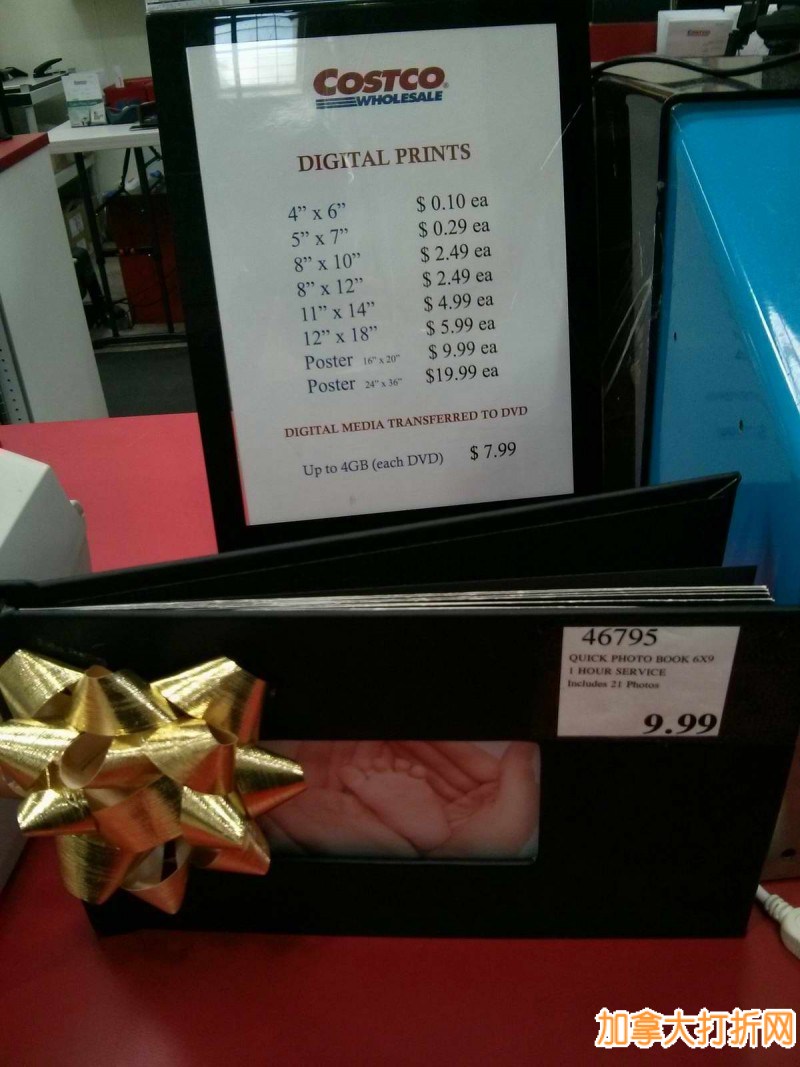 COSTCO
WHOLESALE
DIGITAL PRINTS
4" x 6" $ 0.10 ea
5" x 7" $ 0.29 ea
8" x 10" $ 2.49 ea
8" x 12" $ 2.49 ea
11" x 14" $ 4.99 ea
12" x 18" $ 5.99 ea
Poster 16" x 20" $ 9.99 ea
Poster 24" x 36" $19.99 ea
DIGITAL MEDIA TRANSFERRED TO DVD
Up to 4GB (each DVD) $ 7.99
46795
QUICK PHOTO BOOK 6X9
1 HOUR SERVICE
Includes 21 Photos
9.99
加拿大打折网